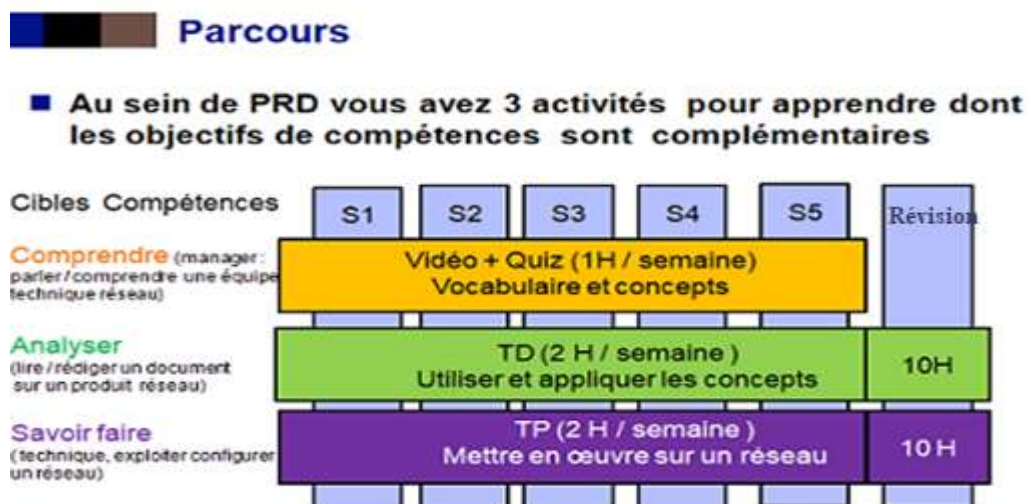 Parcours
Au sein de PRD vous avez 3 activités pour apprendre dont
les objectifs de compétences sont complémentaires
Cibles Compétences
S1 S2 S3 S4 S5 Révision
Comprendre (manager :
parler / comprendre une équipe
technique réseau)
Vidéo + Quiz (1H / semaine)
Vocabulaire et concepts
Analyser
(lire / rédiger un document
sur un produit réseau)
TD (2 H / semaine )
Utiliser et appliquer les concepts
10H
Savoir faire
( technique, exploiter configurer
un réseau)
TP (2 H / semaine )
Mettre en œuvre sur un réseau
10 H